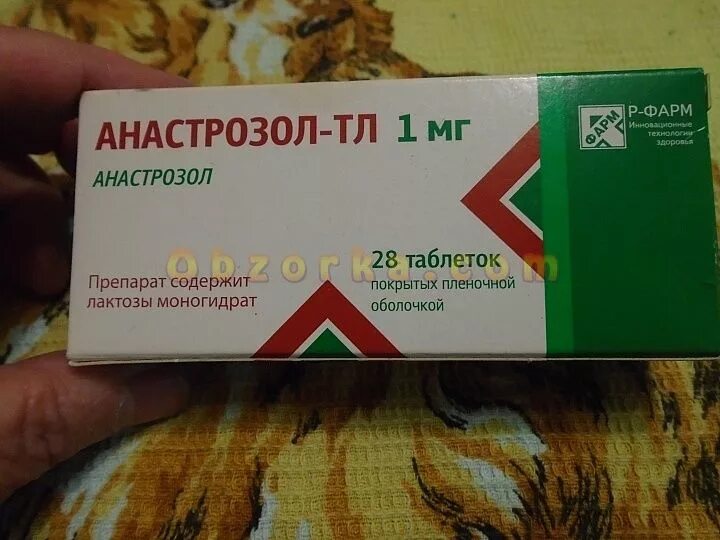 АНАСТРОЗОЛ-ТЛ 1 мг
АНАСТРОЗОЛ
ФАРМ
Р-ФАРМ
Инновационные
технологии
здоровья
Obzorka.com
28 таблеток
покрытых пленочной
оболочкой
Препарат содержит
лактозы моногидрат